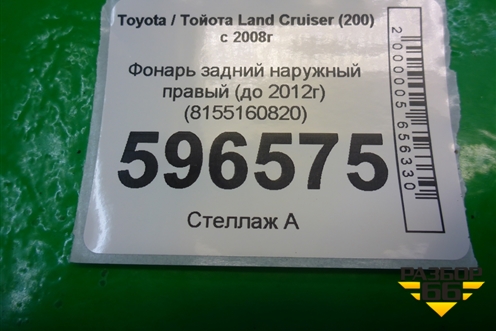 Toyota / Тойота Land Cruiser (200)
с 2008г
Фонарь задний наружный
правый (до 2012г)
(8155160820)
596575
Стеллаж А
2000005656330
РАЗБОР
66